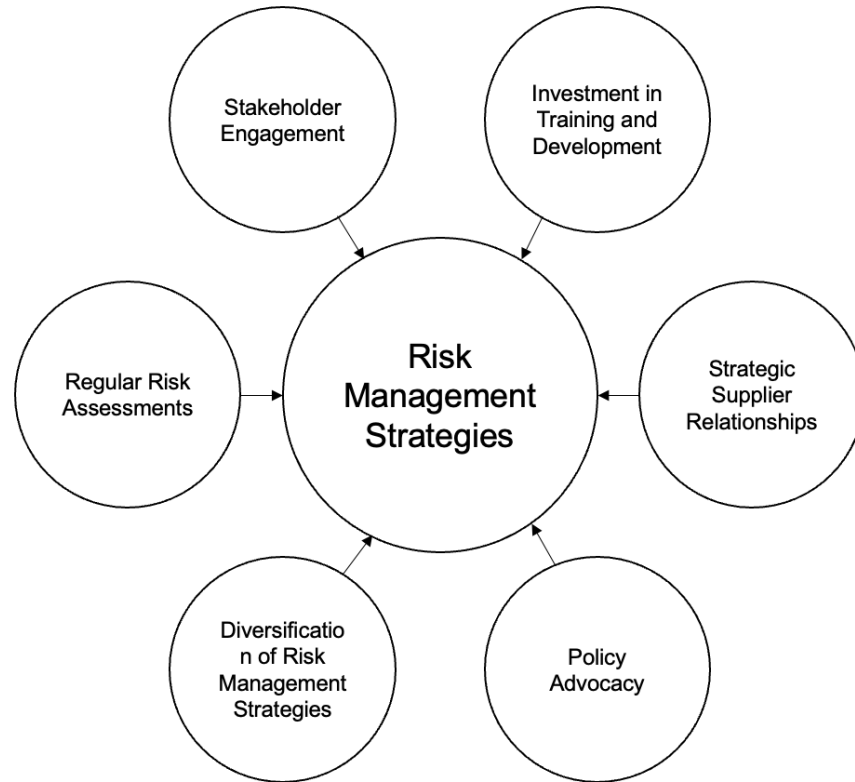 Stakeholder
Engagement
Investment in
Training and
Development
Risk
Management
Strategies
Regular Risk
Assessments
Strategic
Supplier
Relationships
Diversificatio
n of Risk
Management
Strategies
Policy
Advocacy